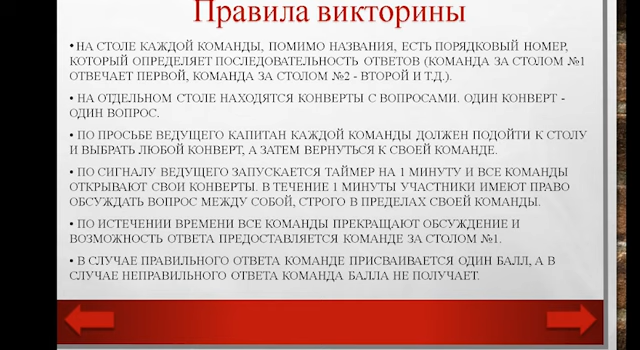 Правила викторины
• НА СТОЛЕ КАЖДОЙ КОМАНДЫ, ПОМИМО НАЗВАНИЯ, ЕСТЬ ПОРЯДКОВЫЙ НОМЕР,
КОТОРЫЙ ОПРЕДЕЛЯЕТ ПОСЛЕДОВАТЕЛЬНОСТЬ ОТВЕТОВ (КОМАНДА ЗА СТОЛОМ №1
ОТВЕЧАЕТ ПЕРВОЙ, КОМАНДА ЗА СТОЛОМ №2 - ВТОРОЙ И Т.Д.).
• НА ОТДЕЛЬНОМ СТОЛЕ НАХОДЯТСЯ КОНВЕРТЫ С ВОПРОСАМИ. ОДИН КОНВЕРТ -
ОДИН ВОПРОС.
• ПО ПРОСЬБЕ ВЕДУЩЕГО КАПИТАН КАЖДОЙ КОМАНДЫ ДОЛЖЕН ПОДОЙТИ К СТОЛУ
И ВЫБРАТЬ ЛЮБОЙ КОНВЕРТ, А ЗАТЕМ ВЕРНУТЬСЯ К СВОЕЙ КОМАНДЕ.
• ПО СИГНАЛУ ВЕДУЩЕГО ЗАПУСКАЕТСЯ ТАЙМЕР НА 1 МИНУТУ И ВСЕ КОМАНДЫ
ОТКРЫВАЮТ СВОИ КОНВЕРТЫ. В ТЕЧЕНИЕ 1 МИНУТЫ УЧАСТНИКИ ИМЕЮТ ПРАВО
ОБСУЖДАТЬ ВОПРОС МЕЖДУ СОБОЙ, СТРОГО В ПРЕДЕЛАХ СВОЕЙ КОМАНДЫ.
• ПО ИСТЕЧЕНИИ ВРЕМЕНИ ВСЕ КОМАНДЫ ПРЕКРАЩАЮТ ОБСУЖДЕНИЕ И
ВОЗМОЖНОСТЬ ОТВЕТА ПРЕДОСТАВЛЯЕТСЯ КОМАНДЕ ЗА СТОЛОМ №1.
• В СЛУЧАЕ ПРАВИЛЬНОГО ОТВЕТА КОМАНДЕ ПРИСВАИВАЕТСЯ ОДИН БАЛЛ, А В
СЛУЧАЕ НЕПРАВИЛЬНОГО ОТВЕТА КОМАНДА БАЛЛА НЕ ПОЛУЧАЕТ.